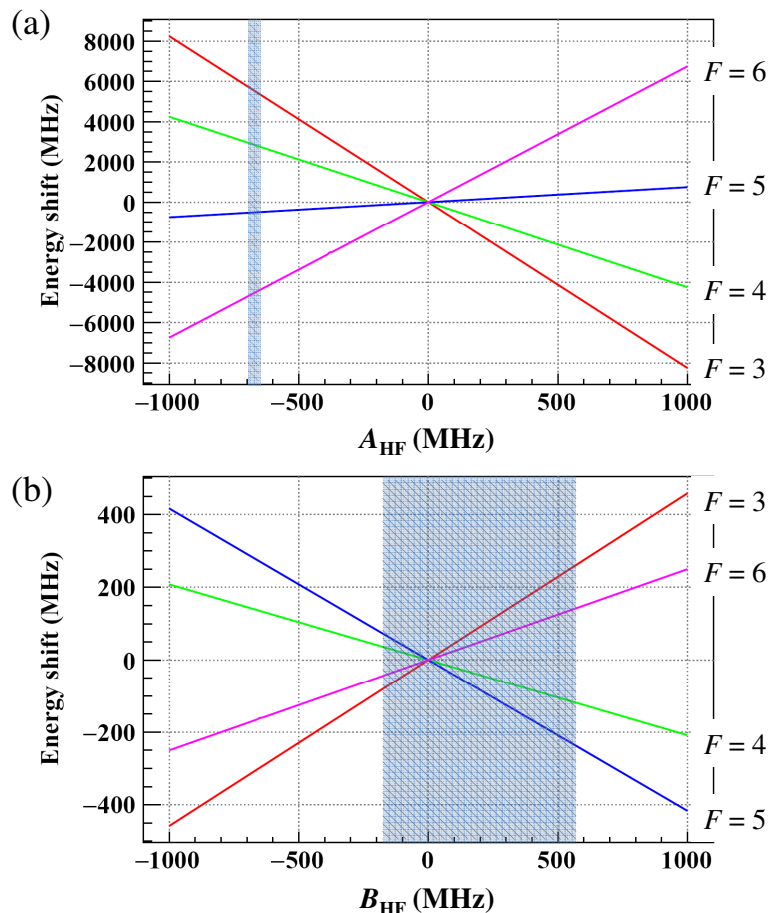 (a)
Energy shift (MHz)
8000
6000
4000
2000
0
−2000
−4000
−6000
−8000
−1000 −500 0 500 1000
A_HF (MHz)
F = 6
F = 5
F = 4
F = 3
(b)
Energy shift (MHz)
400
200
0
−200
−400
−1000 −500 0 500 1000
B_HF (MHz)
F = 3
F = 6
F = 4
F = 5